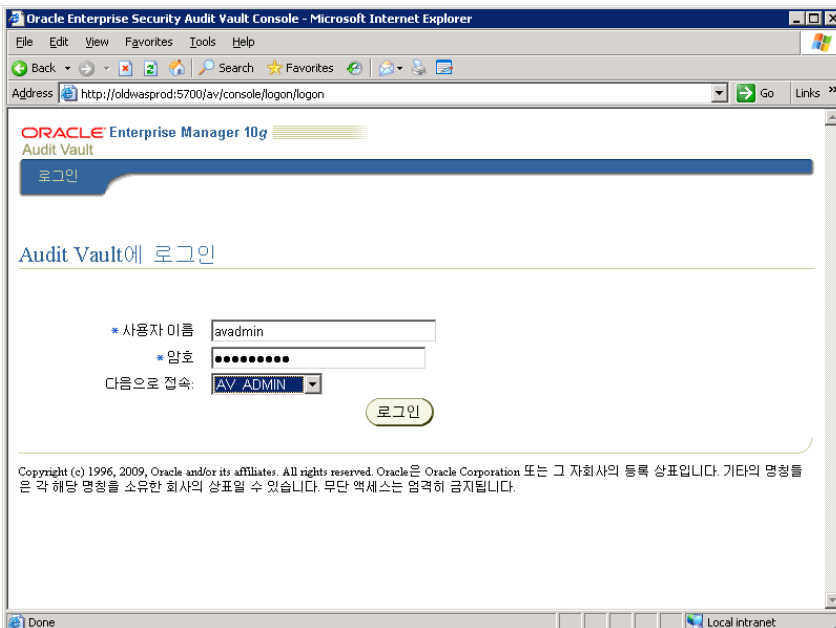 Oracle Enterprise Security Audit Vault Console - Microsoft Internet Explorer
File Edit View Favorites Tools Help
Back Search Favorites
Address http://oldwasprod:5700/av/console/logon/logon Go Links »
ORACLE Enterprise Manager 10g
Audit Vault
로그인
Audit Vault에 로그인
* 사용자 이름 avadmin
* 암호 ●●●●●●●●●
다음으로 접속: AV_ADMIN
로그인
Copyright (c) 1996, 2009, Oracle and/or its affiliates. All rights reserved. Oracle은 Oracle Corporation 또는 그 자회사의 등록 상표입니다. 기타의 명칭들
은 각 해당 명칭을 소유한 회사의 상표일 수 있습니다. 무단 액세스는 엄격히 금지됩니다.
Done Local intranet